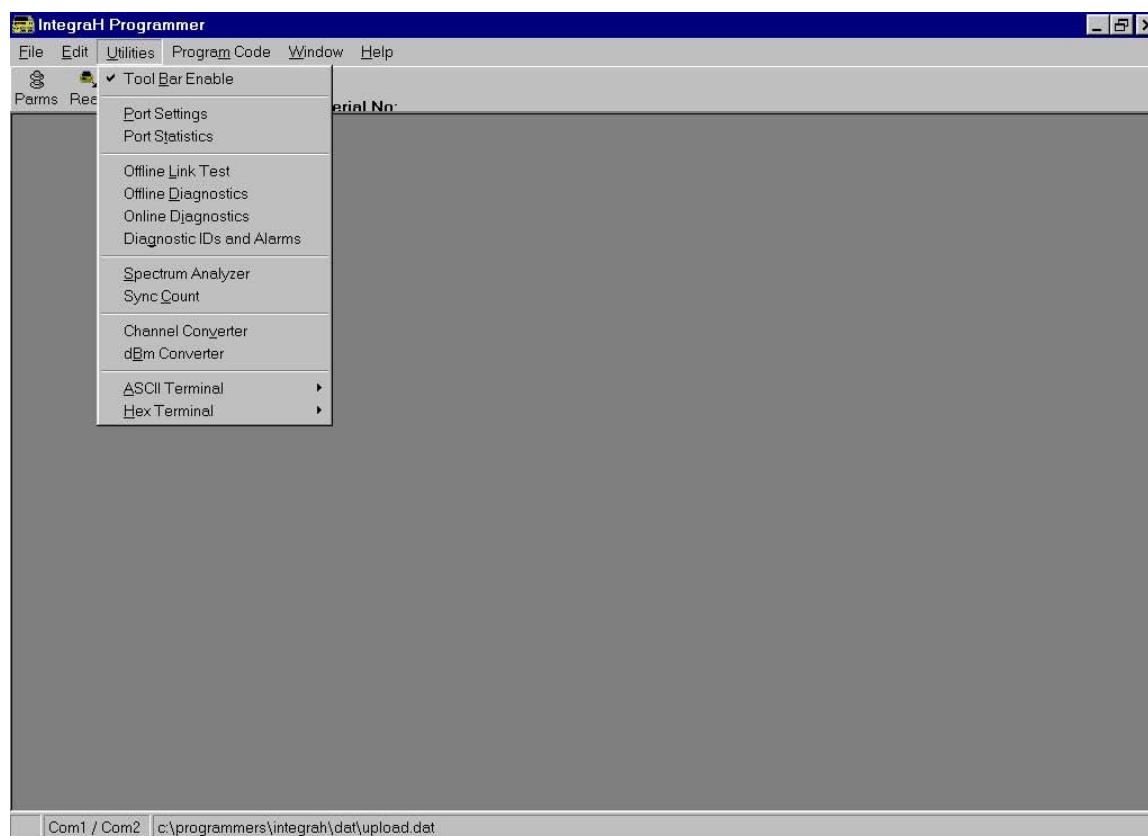 IntegraH Programmer
File Edit Utilities Program Code Window Help
Parms
Tool Bar Enable
Port Settings
Port Statistics
Offline Link Test
Offline Diagnostics
Online Diagnostics
Diagnostic IDs and Alarms
Spectrum Analyzer
Sync Count
Channel Converter
dBm Converter
ASCII Terminal
Hex Terminal
No:
Com1 / Com2 c:\programmers\integrah\dat\upload.dat